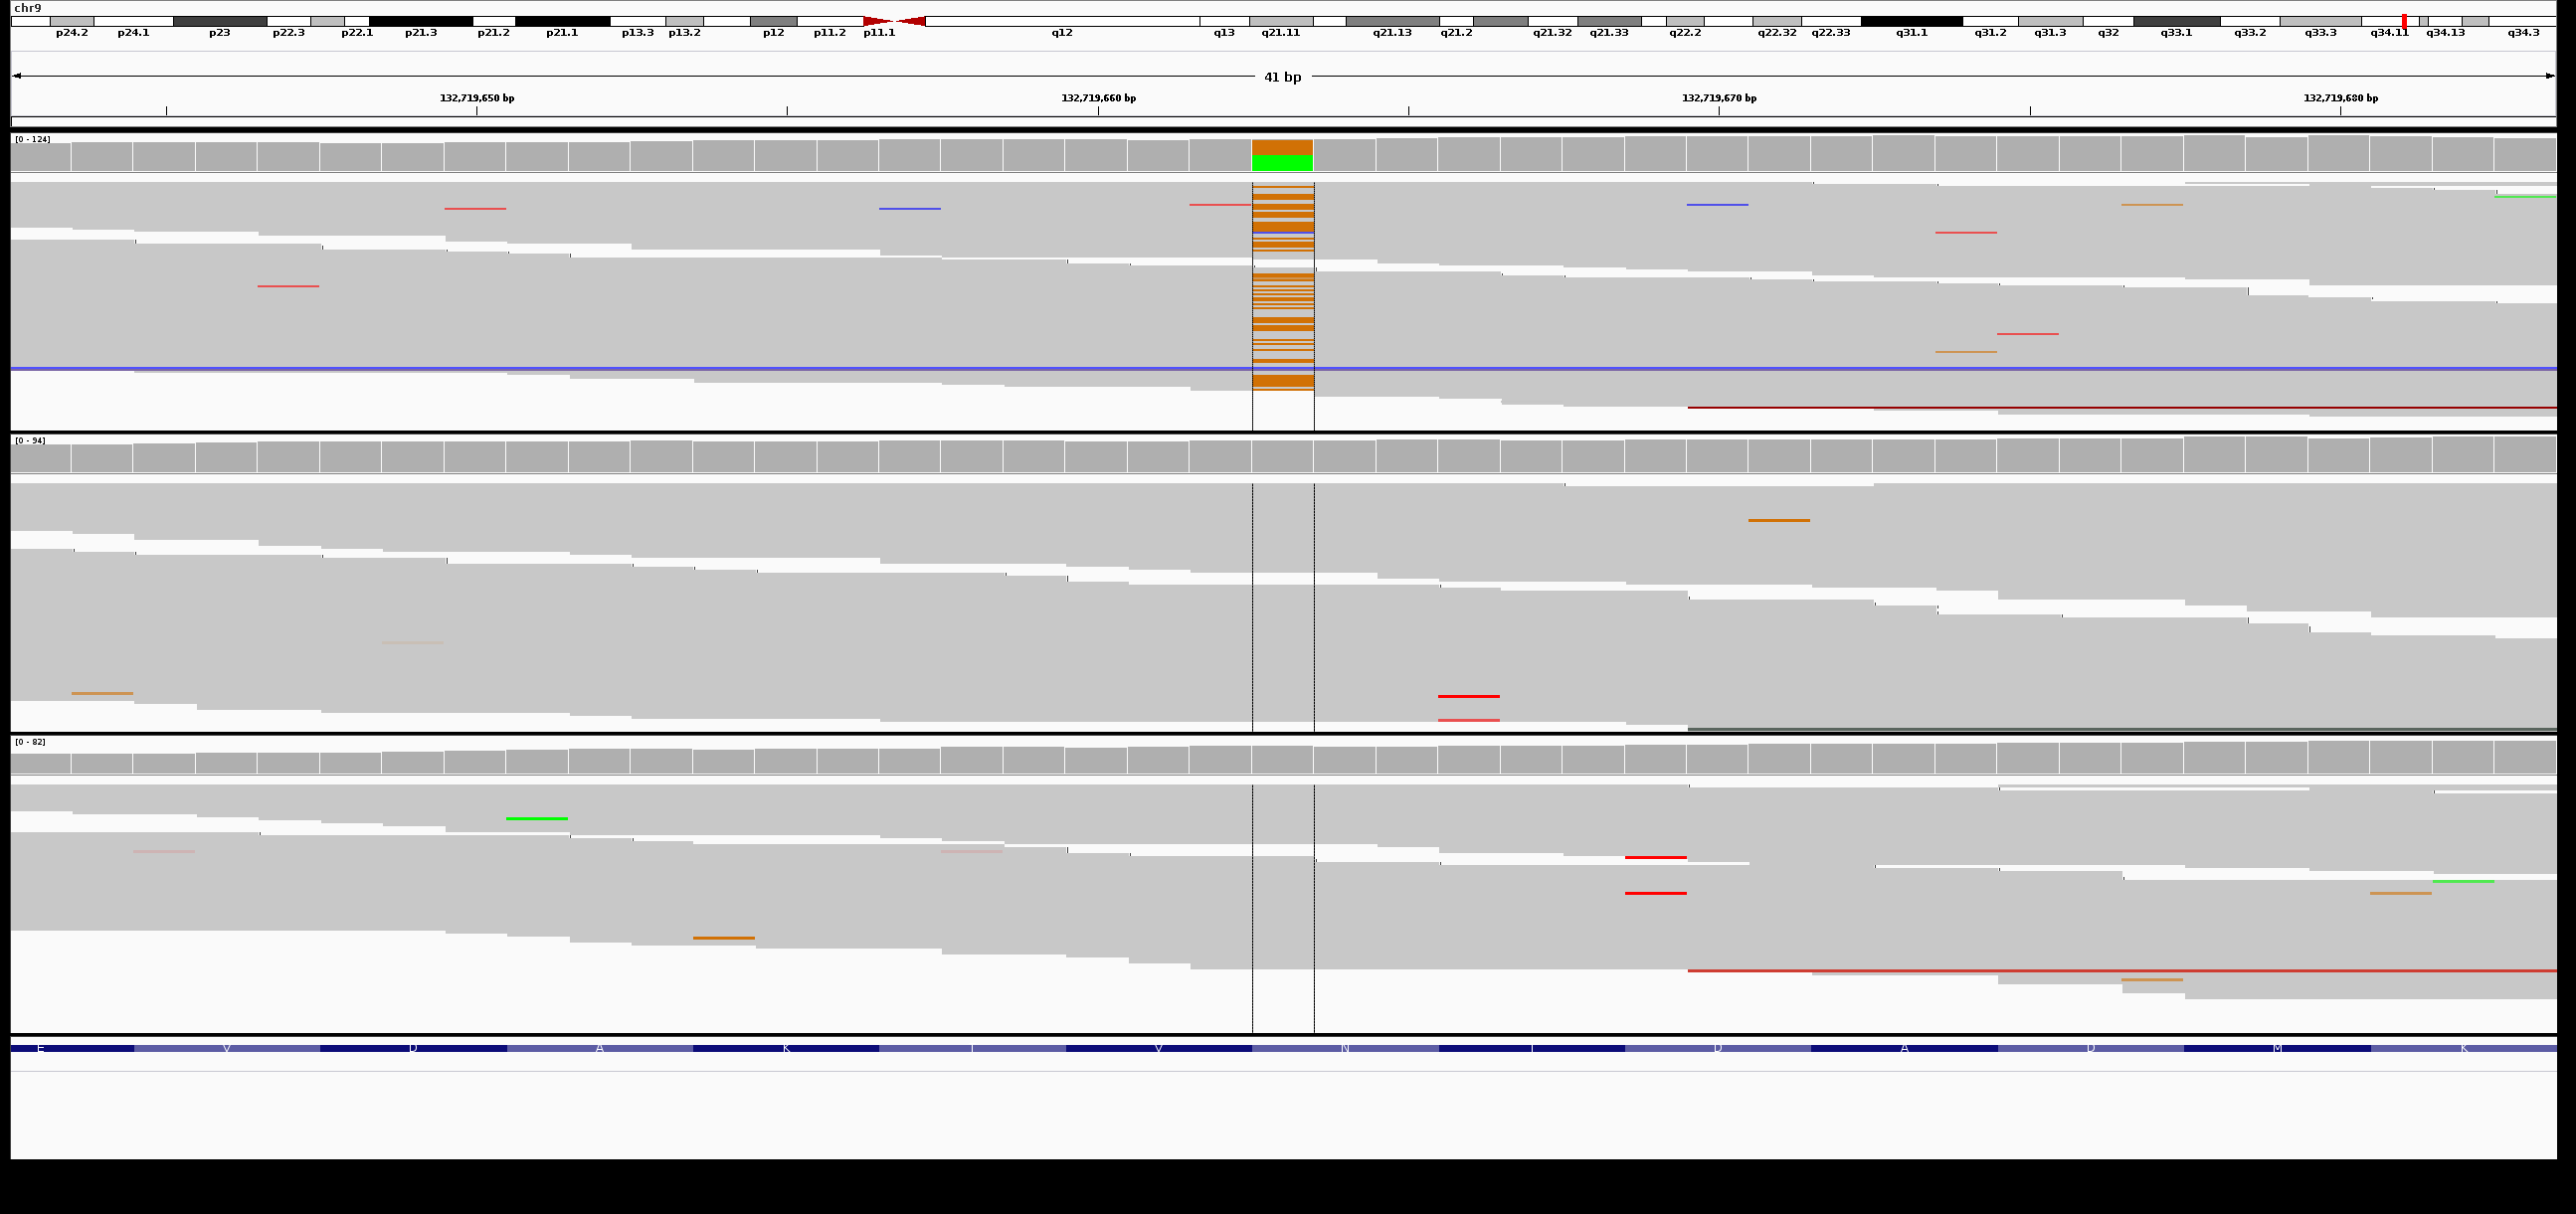 chr9
p24.2 p24.1 p23 p22.3 p22.1 p21.3 p21.2 p21.1 p13.3 p13.2 p12 p11.2 p11.1 q12 q13 q21.11 q21.13 q21.2 q21.32 q21.33 q22.2 q22.32 q22.33 q31.1 q31.2 q31.3 q32 q33.1 q33.2 q33.3 q34.11 q34.13 q34.3
41 bp
132,719,650 bp 132,719,660 bp 132,719,670 bp 132,719,680 bp
[0 - 124]
[0 - 94]
[0 - 82]
E V D A K V N D A D M K